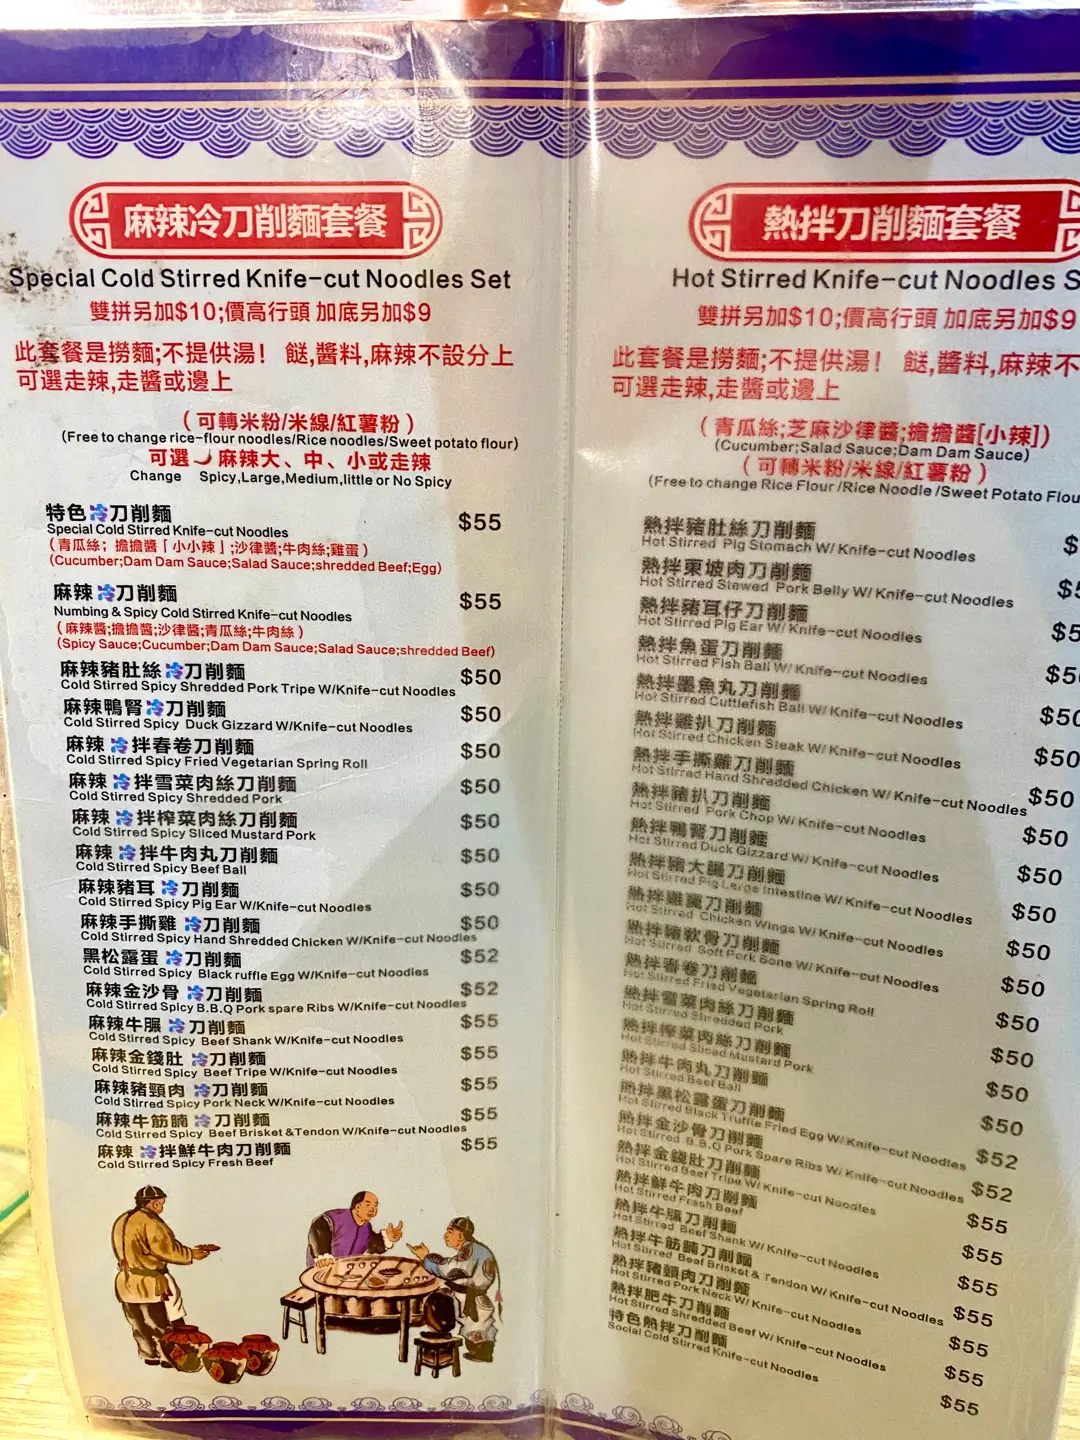 麻辣冷刀削麵套餐
Special Cold Stirred Knife-cut Noodles Set
雙拼另加$10;價高行頭 加底另加$9
此套餐是撈麵;不提供湯! 餸,醬料,麻辣不設分上
可選走辣,走醬或邊上
(可轉米粉/米線/紅薯粉)
(Free to change rice-flour noodles/Rice noodles/Sweet potato flour)
可選 麻辣大、中、小或走辣
Change Spicy,Large,Medium,little or No Spicy
特色冷刀削麵 $55
Special Cold Stirred Knife-cut Noodles
(青瓜絲; 擔擔醬「小小辣」;沙律醬;牛肉絲;雞蛋)
(Cucumber;Dam Dam Sauce;Salad Sauce;shredded Beef;Egg)
麻辣冷刀削麵 $55
Numbing & Spicy Cold Stirred Knife-cut Noodles
(麻辣醬;擔擔醬;沙律醬;青瓜絲;牛肉絲)
(Spicy Sauce;Cucumber;Dam Dam Sauce;Salad Sauce;shredded Beef)
麻辣豬肚絲冷刀削麵 $50
Cold Stirred Spicy Shredded Pork Tripe W/Knife-cut Noodles
麻辣鴨腎冷刀削麵 $50
Cold Stirred Spicy Duck Gizzard W/Knife-cut Noodles
麻辣冷拌春卷刀削麵 $50
Cold Stirred Spicy Fried Vegetarian Spring Roll
麻辣冷拌雪菜肉絲刀削麵 $50
Cold Stirred Spicy Shredded Pork
麻辣冷拌榨菜肉絲刀削麵 $50
Cold Stirred Spicy Sliced Mustard Pork
麻辣冷拌牛肉丸刀削麵 $50
Cold Stirred Spicy Beef Ball
麻辣豬耳冷刀削麵 $50
Cold Stirred Spicy Pig Ear W/Knife-cut Noodles
麻辣手撕雞冷刀削麵 $50
Cold Stirred Spicy Hand Shredded Chicken W/Knife-cut Noodles
黑松露蛋冷刀削麵 $52
Cold Stirred Spicy Black ruffle Egg W/Knife-cut Noodles
麻辣金沙骨冷刀削麵 $52
Cold Stirred Spicy B.B.Q Pork spare Ribs W/Knife-cut Noodles
麻辣牛𦟌冷刀削麵 $55
Cold Stirred Spicy Beef Shank W/Knife-cut Noodles
麻辣金錢肚冷刀削麵 $55
Cold Stirred Spicy Beef Tripe W/Knife-cut Noodles
麻辣豬頸肉冷刀削麵 $55
Cold Stirred Spicy Pork Neck W/Knife-cut Noodles
麻辣牛筋腩冷刀削麵 $55
Cold Stirred Spicy Beef Brisket &Tendon W/Knife-cut Noodles
麻辣冷拌鮮牛肉刀削麵 $55
Cold Stirred Spicy Fresh Beef
熱拌刀削麵套餐
Hot Stirred Knife-cut Noodles S
雙拼另加$10;價高行頭 加底另加$9
此套餐是撈麵;不提供湯! 餸,醬料,麻辣不
可選走辣,走醬或邊上
(青瓜絲;芝麻沙律醬;擔擔醬[小辣])
(Cucumber;Salad Sauce;Dam Dam Sauce)
(可轉米粉/米線/紅薯粉)
(Free to change Rice Flour /Rice Noodle /Sweet Potato Flou
熱拌豬肚絲刀削麵 $
Hot Stirred Pig Stomach W/ Knife-cut Noodles
熱拌東坡肉刀削麵 $5
Hot Stirred Stewed Pork Belly W/ Knife-cut Noodles
熱拌豬耳仔刀削麵 $5
Hot Stirred Pig Ear W/ Knife-cut Noodles
熱拌魚蛋刀削麵 $5
Hot Stirred Fish Ball W/ Knife-cut Noodles
熱拌墨魚丸刀削麵 $50
Hot Stirred Cuttlefish Ball W/ Knife-cut Noodles
熱拌雞扒刀削麵 $50
Hot Stirred Chicken Steak W/ Knife-cut Noodles
熱拌手撕雞刀削麵 $50
Hot Stirred Hand Shredded Chicken W/ Knife-cut Noodles
熱拌豬扒刀削麵 $50
Hot Stirred Pork Chop W/ Knife-cut Noodles
熱拌鴨腎刀削麵 $50
Hot Stirred Duck Gizzard W/ Knife-cut Noodles
熱拌豬大腸刀削麵 $50
Hot Stirred Pig Large Intestine W/ Knife-cut Noodles
熱拌雞翼刀削麵 $50
Hot Stirred Chicken Wings W/ Knife-cut Noodles
熱拌豬軟骨刀削麵 $50
Hot Stirred Soft Pork Bone W/ Knife-cut Noodles
熱拌春卷刀削麵 $50
Hot Stirred Fried Vegetarian Spring Roll
熱拌雪菜肉絲刀削麵 $50
Hot Stirred Shredded Pork
熱拌榨菜肉絲刀削麵 $50
Hot Stirred Sliced Mustard Pork
熱拌牛肉丸刀削麵 $50
Hot Stirred Beef Ball
熱拌黑松露蛋刀削麵 $52
Hot Stirred Black Truffle Fried Egg W/ Knife-cut Noodles
熱拌金沙骨刀削麵 $52
Hot Stirred B.B.Q Pork Spare Ribs W/ Knife-cut Noodles
熱拌金錢肚刀削麵 $55
Hot Stirred Beef Tripe W/ Knife-cut Noodles
熱拌鮮牛肉刀削麵 $55
Hot Stirred Frash Beef
熱拌牛𦟌刀削麵 $55
Hot Stirred Beef Shank W/ Knife-cut Noodles
熱拌牛筋腩刀削麵 $55
Hot Stirred Beef Brisket & Tendon W/ Knife-cut Noodles
熱拌豬頸肉刀削麵 $55
Hot Stirred Pork Neck W/ Knife-cut Noodles
熱拌肥牛刀削麵 $55
Hot Stirred Shredded Beef W/ Knife-cut Noodles
特色熱拌刀削麵 $55
Social Cold Stirred Knife-cut Noodles